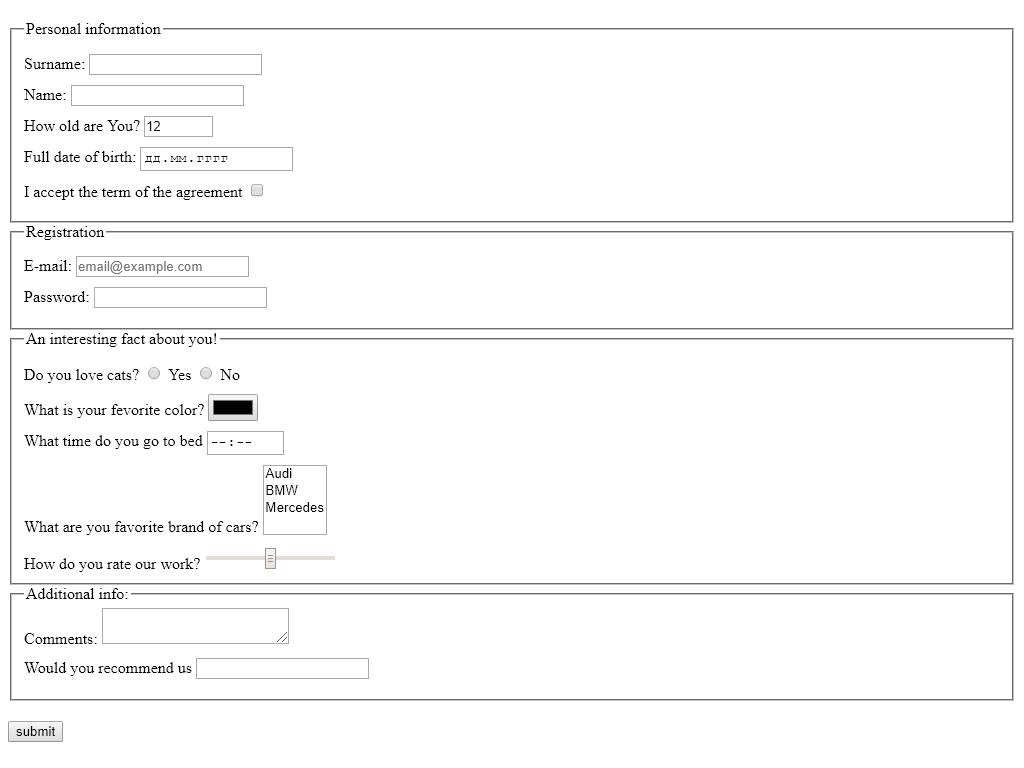 Personal information
Surname:
Name:
How old are You? 12
Full date of birth: дд.мм.гггг
I accept the term of the agreement
Registration
E-mail: email@example.com
Password:
An interesting fact about you!
Do you love cats? Yes No
What is your fevorite color?
What time do you go to bed --:--
Audi
BMW
Mercedes
What are you favorite brand of cars?
How do you rate our work?
Additional info:
Comments:
Would you recommend us
submit